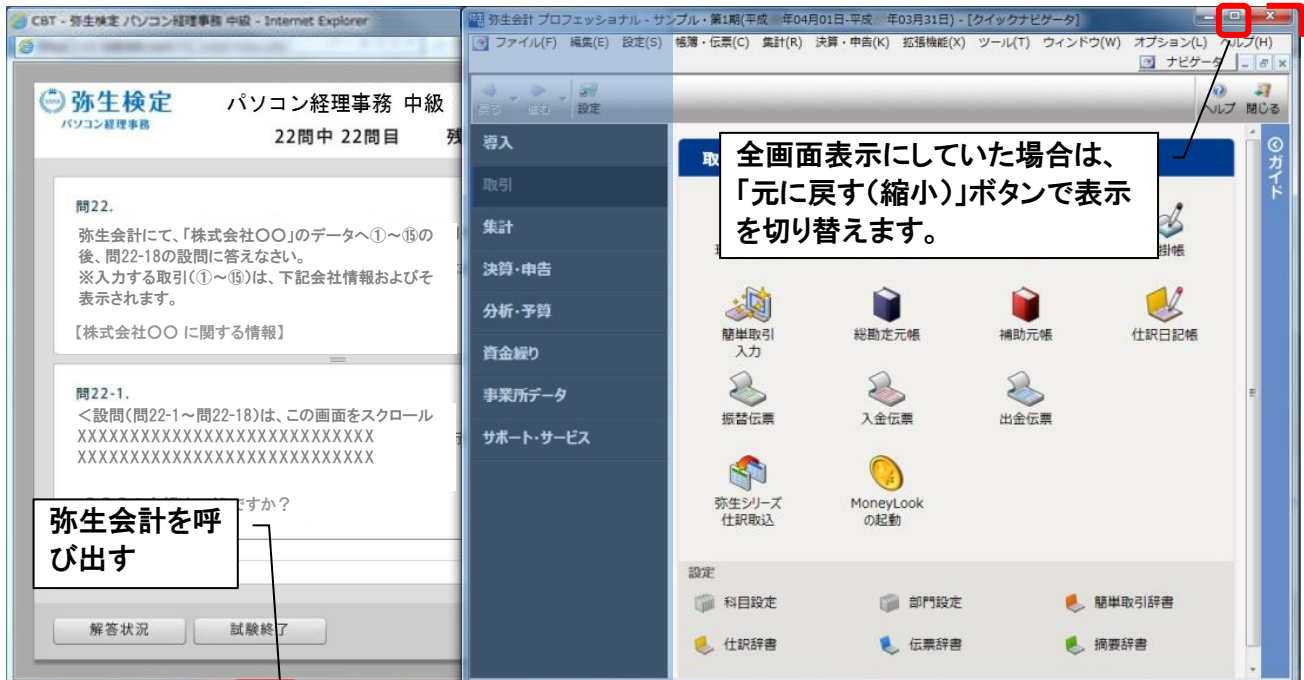 CBT - 弥生検定 パソコン経理事務 中級 - Internet Explorer
弥生検定
パソコン経理事務
パソコン経理事務 中級
22問中 22問目 残
問22.
弥生会計にて、「株式会社〇〇」のデータへ①～⑮の
後、問22-18の設問に答えなさい。
※入力する取引(①～⑮)は、下記会社情報およびそ
表示されます。
【株式会社〇〇 に関する情報】
問22-1.
＜設問(問22-1～問22-18)は、この画面をスクロール
XXXXXXXXXXXXXXXXXXXXXXXXXXXX
XXXXXXXXXXXXXXXXXXXXXXXXXXXX
ですか？
弥生会計を呼
び出す
解答状況 試験終了
弥生会計 プロフェッショナル - サンプル・第1期(平成 年04月01日-平成 年03月31日) - [クイックナビゲータ]
ファイル(F) 編集(E) 設定(S) 帳簿・伝票(C) 集計(R) 決算・申告(K) 拡張機能(X) ツール(T) ウィンドウ(W) オプション(L) ヘルプ(H)
ナビゲータ
戻る 進む 設定 ヘルプ 閉じる
導入
取引
集計
決算・申告
分析・予算
資金繰り
事業所データ
サポート・サービス
取
全画面表示にしていた場合は、
「元に戻す(縮小)」ボタンで表示
を切り替えます。
ガイド
掛帳
簡単取引
入力
総勘定元帳
補助元帳
仕訳日記帳
振替伝票
入金伝票
出金伝票
弥生シリーズ
仕訳取込
MoneyLook
の起動
設定
科目設定 部門設定 簡単取引辞書
仕訳辞書 伝票辞書 摘要辞書